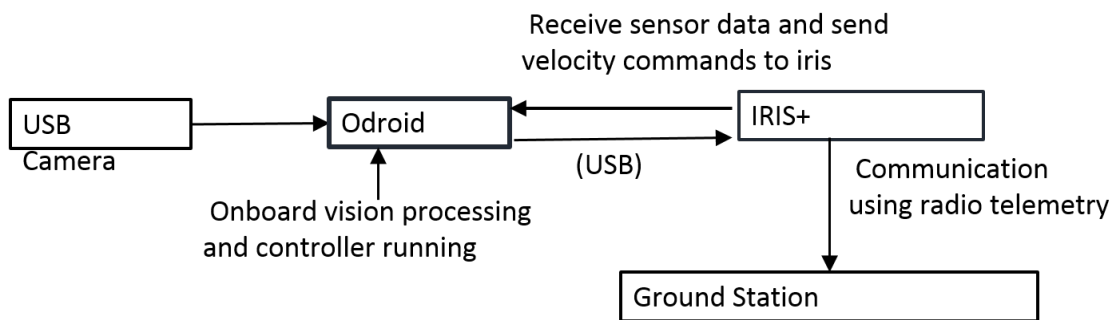 Receive sensor data and send
velocity commands to iris
USB
Camera
Odroid
IRIS+
(USB)
Communication
using radio telemetry
Onboard vision processing
and controller running
Ground Station